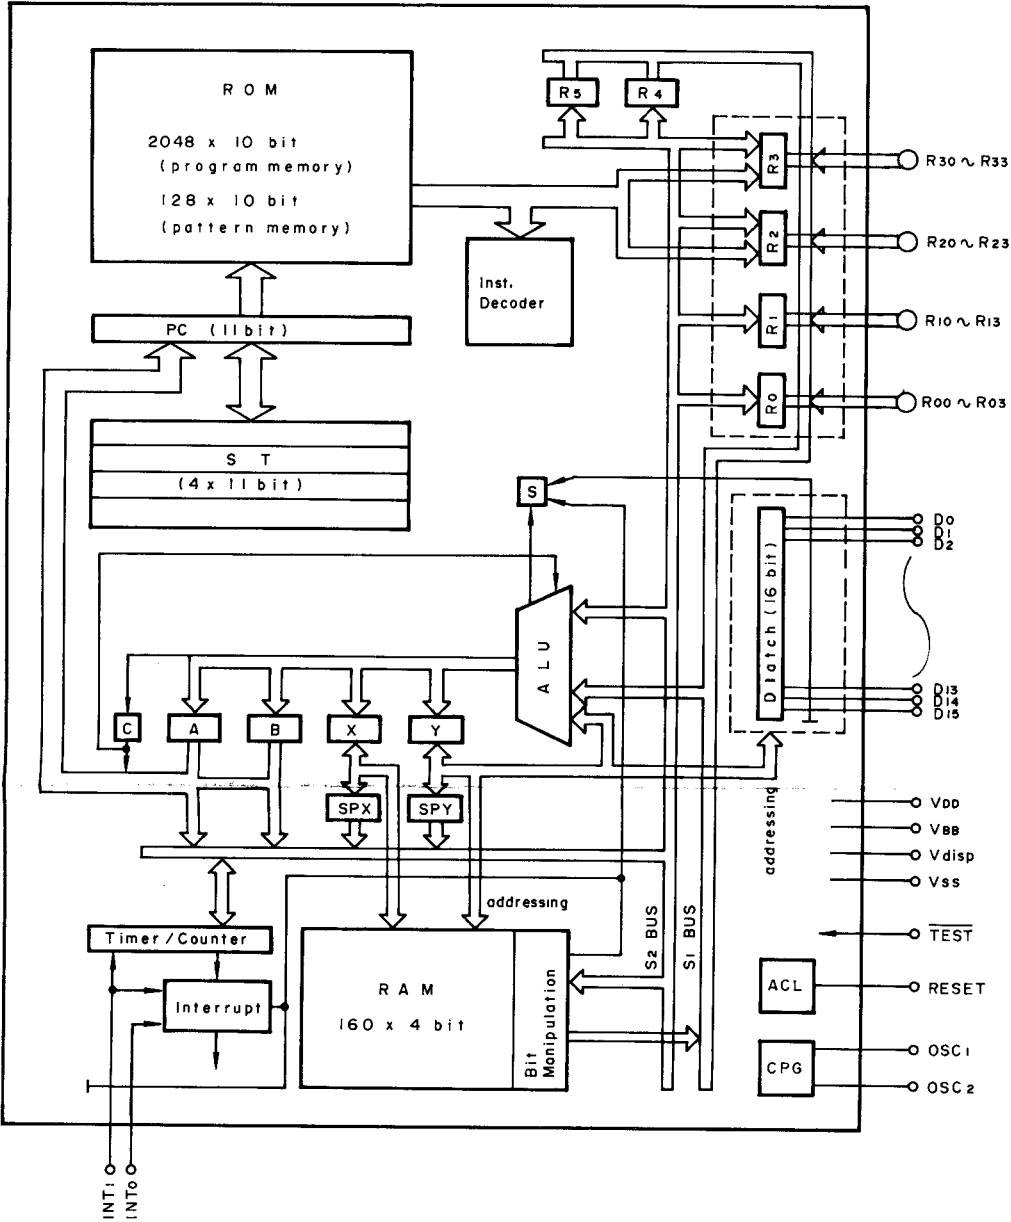 ROM
2048 x 10 bit
(program memory)
128 x 10 bit
(pattern memory)
R5
R4
R3
R30 ~ R33
R2
R20 ~ R23
Inst.
Decoder
R1
R10 ~ R13
PC (11bit)
R0
R00 ~ R03
ST
(4 x 11 bit)
S
D latch (16 bit)
D0
D1
D2
ALU
D13
D14
D15
C
A
B
X
Y
SPX
SPY
addressing
VDD
VBB
Vdisp
VSS
addressing
S2 BUS
S1 BUS
Timer/Counter
TEST
RAM
160 x 4 bit
Bit
Manipulation
Interrupt
ACL
RESET
CPG
OSC1
OSC2
INT1
INT0